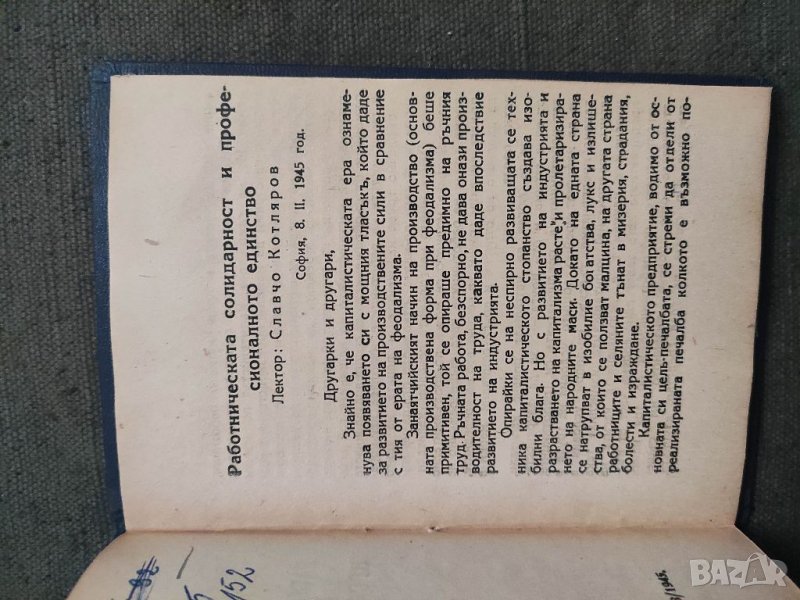 Работническата солидарност и профе-
сионалното единство
Лектор: Славчо Котляров
София, 8. II. 1945 год.
Другарки и другари,
Знайно е, че капиталистическата ера ознаме-
нува появяването си с мощния тласъкъ, който даде
за развитието на производствените сили в сравнение
с тия от ерата на феодализма.
Занаятчийският начин на производство (основ-
ната производствена форма при феодализма) беше
примитивен, той се опираше предимно на ръчния
труд. Ръчната работа, безспорно, не дава онази произ-
водителност на труда, каквато даде впоследствие
развитието на индустрията.
Опирайки се на неспирно развиващата се тех-
ника капиталистическото стопанство създава изо-
билни блага. Но с развитието на индустрията и
разрастването на капитализма расте и пролетаризира-
нето на народните маси. Докато на едната страна
се натрупват в изобилие богатства, лукс и излише-
ства, от които се ползват малцина, на другата страна
работниците и селяните тънат в мизерия, страдания,
болести и израждане.
Капиталистическото предприятие, водимо от ос-
новната си цель-печалбата, се стреми да отдели от
реализираната печалба колкото е възможно по-
152
/1945.
BAZAR